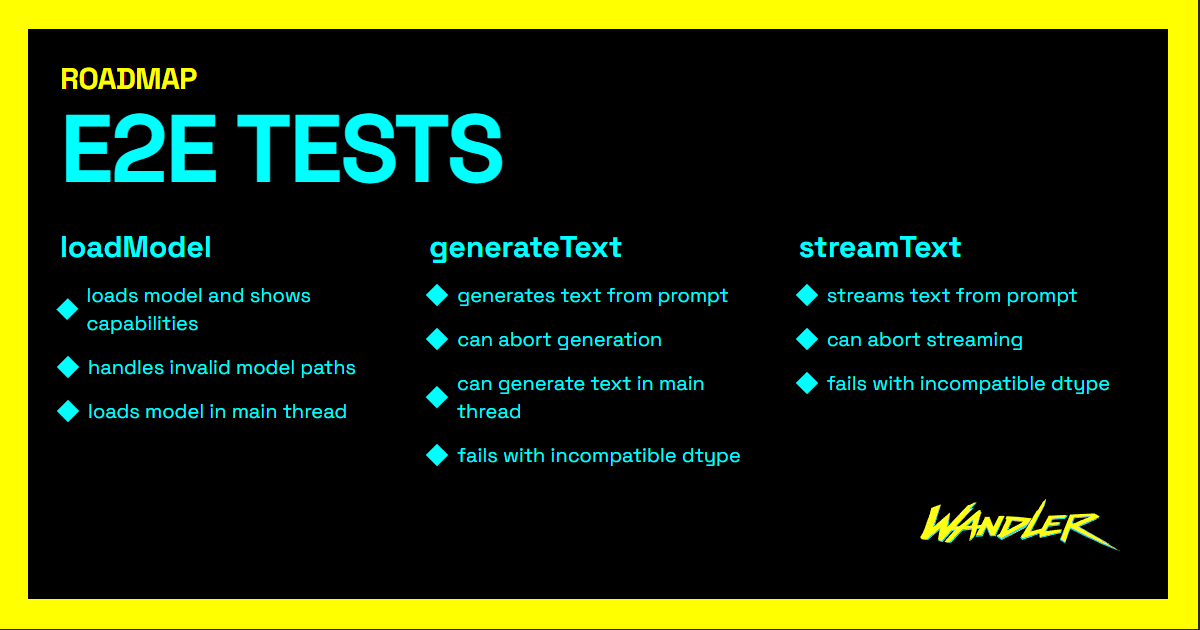 ROADMAP
E2E TESTS
loadModel
loads model and shows
capabilities
handles invalid model paths
loads model in main thread
generateText
generates text from prompt
can abort generation
can generate text in main
thread
fails with incompatible dtype
streamText
streams text from prompt
can abort streaming
fails with incompatible dtype
WANDLER